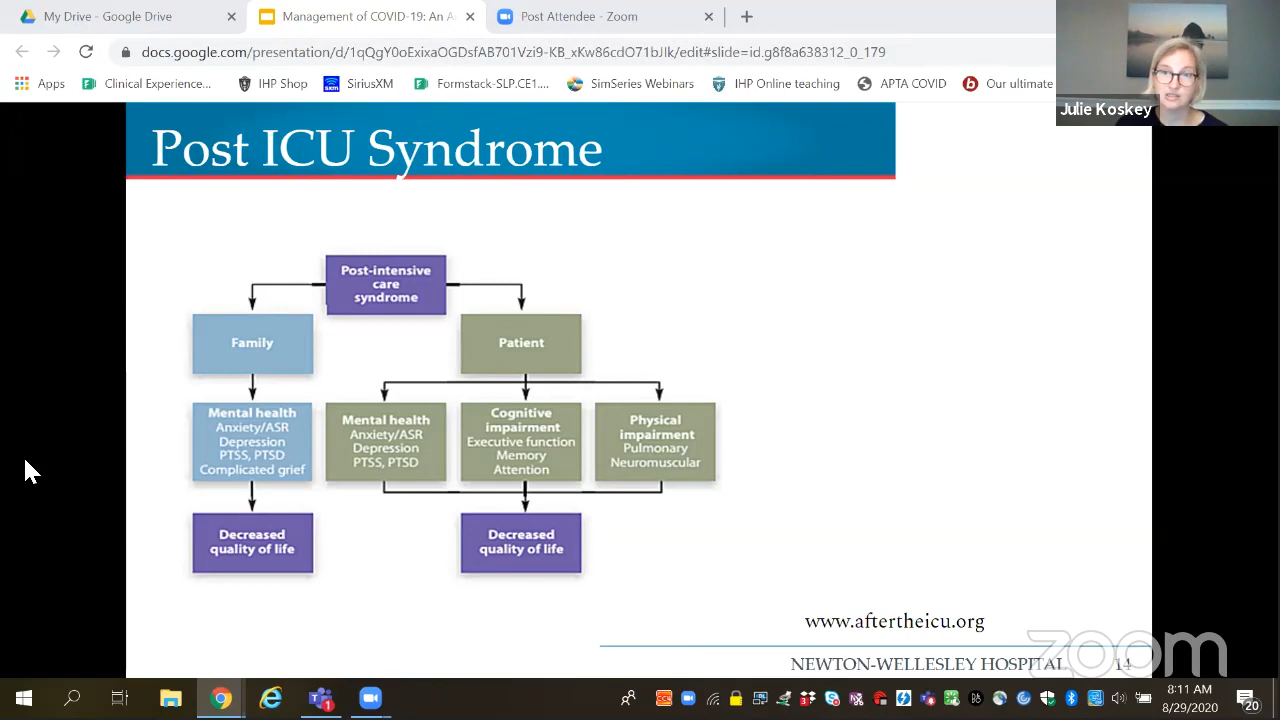 My Drive - Google Drive
Management of COVID-19: An A
Post Attendee - Zoom
docs.google.com/presentation/d/1qQgY0oExixaOGDsfAB701Vzi9-KB_xKw86cdO71bJIk/edit#slide=id.g8f8a638312_0_179
Apps
Clinical Experience...
IHP Shop
SiriusXM
Formstack-SLP.CE1....
SimSeries Webinars
IHP Online teaching
APTA COVID
Our ultimate
Julie Koskey
Post ICU Syndrome
Post-intensive
care
syndrome
Family
Patient
Mental health
Anxiety/ASR
Depression
PTSS, PTSD
Complicated grief
Mental health
Anxiety/ASR
Depression
PTSS, PTSD
Cognitive
impairment
Executive function
Memory
Attention
Physical
impairment
Pulmonary
Neuromuscular
Decreased
quality of life
Decreased
quality of life
www.aftertheicu.org
NEWTON-WELLESLEY HOSPITAL 14
zoom
8:11 AM
8/29/2020
20